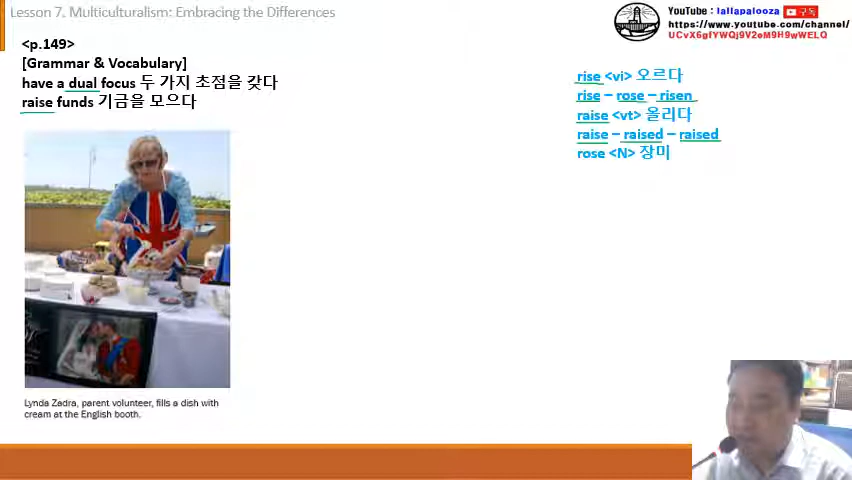 Lesson 7. Multiculturalism: Embracing the Differences
YouTube : lallapalooza 구독
https://www.youtube.com/channel/
UCvX6gfYWQj9V2eM9H9wWELQ
<p.149>
[Grammar & Vocabulary]
have a dual focus 두 가지 초점을 갖다
raise funds 기금을 모으다
rise <vi> 오르다
rise – rose – risen
raise <vt> 올리다
raise – raised – raised
rose <N> 장미
Lynda Zadra, parent volunteer, fills a dish with
cream at the English booth.